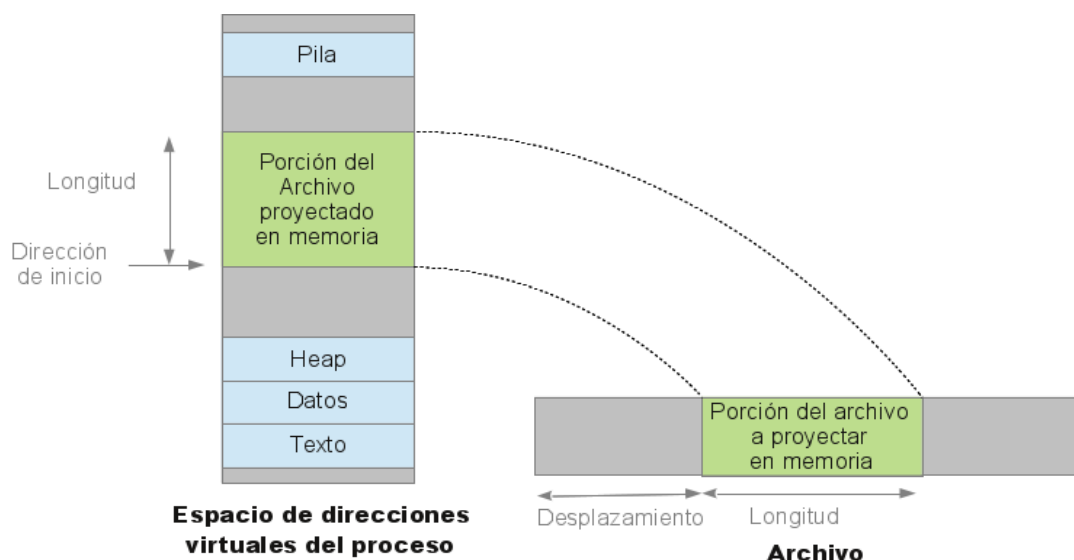 Pila
Porción del
Archivo
proyectado
en memoria
Longitud
Dirección
de inicio
Heap
Datos
Texto
Espacio de direcciones
virtuales del proceso
Porción del archivo
a proyectar
en memoria
Desplazamiento
Longitud
Archivo